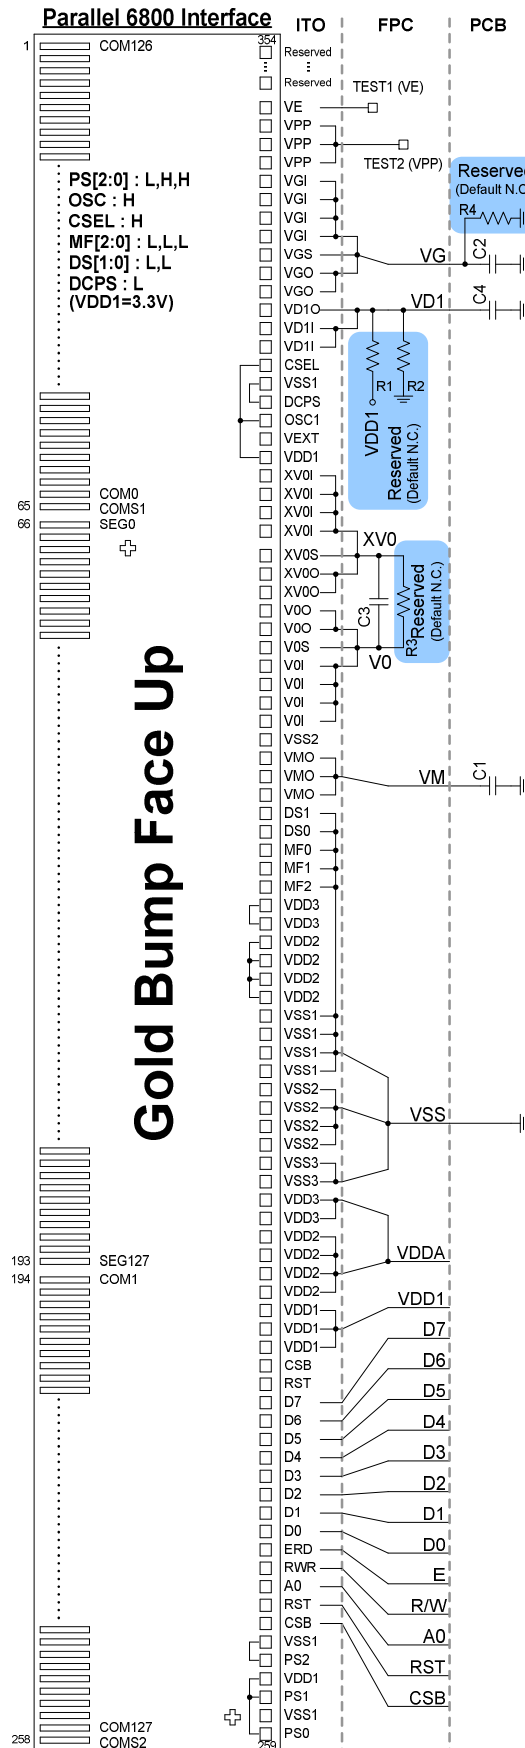 Parallel 6800 Interface
ITO
FPC
PCB
1
COM126
354
Reserved
Reserved
TEST1 (VE)
VE
VPP
VPP
TEST2 (VPP)
VPP
PS[2:0] : L,H,H
OSC : H
CSEL : H
MF[2:0] : L,L,L
DS[1:0] : L,L
DCPS : L
(VDD1=3.3V)
VGI
VGI
VGI
VGI
VGS
VGO
VGO
VG
Reserved
(Default N.C.
R4
C2
C4
VD1O
VD1
VD1I
VD1I
R1
R2
VDD1
Reserved
(Default N.C.)
CSEL
VSS1
DCPS
OSC1
VEXT
VDD1
XV0I
XV0I
XV0I
XV0I
XV0
XV0S
XV0O
XV0O
C3
R3
Reserved
(Default N.C.)
COM0
65
COMS1
66
SEG0
V0O
V0O
V0S
V0
V0I
V0I
V0I
V0I
VSS2
VMO
VMO
VMO
VM
C1
Gold Bump Face Up
DS1
DS0
MF0
MF1
MF2
VDD3
VDD3
VDD2
VDD2
VDD2
VDD2
VSS1
VSS1
VSS1
VSS1
VSS2
VSS2
VSS2
VSS2
VSS
VSS3
VSS3
VDD3
VDD3
VDD2
VDD2
VDD2
VDD2
VDDA
193
SEG127
194
COM1
VDD1
VDD1
VDD1
VDD1
CSB
RST
D7
D6
D5
D4
D3
D2
D1
D0
ERD
RWR
A0
RST
CSB
D7
D6
D5
D4
D3
D2
D1
D0
E
R/W
A0
RST
CSB
VSS1
PS2
VDD1
PS1
VSS1
PS0
COM127
258
COMS2
259